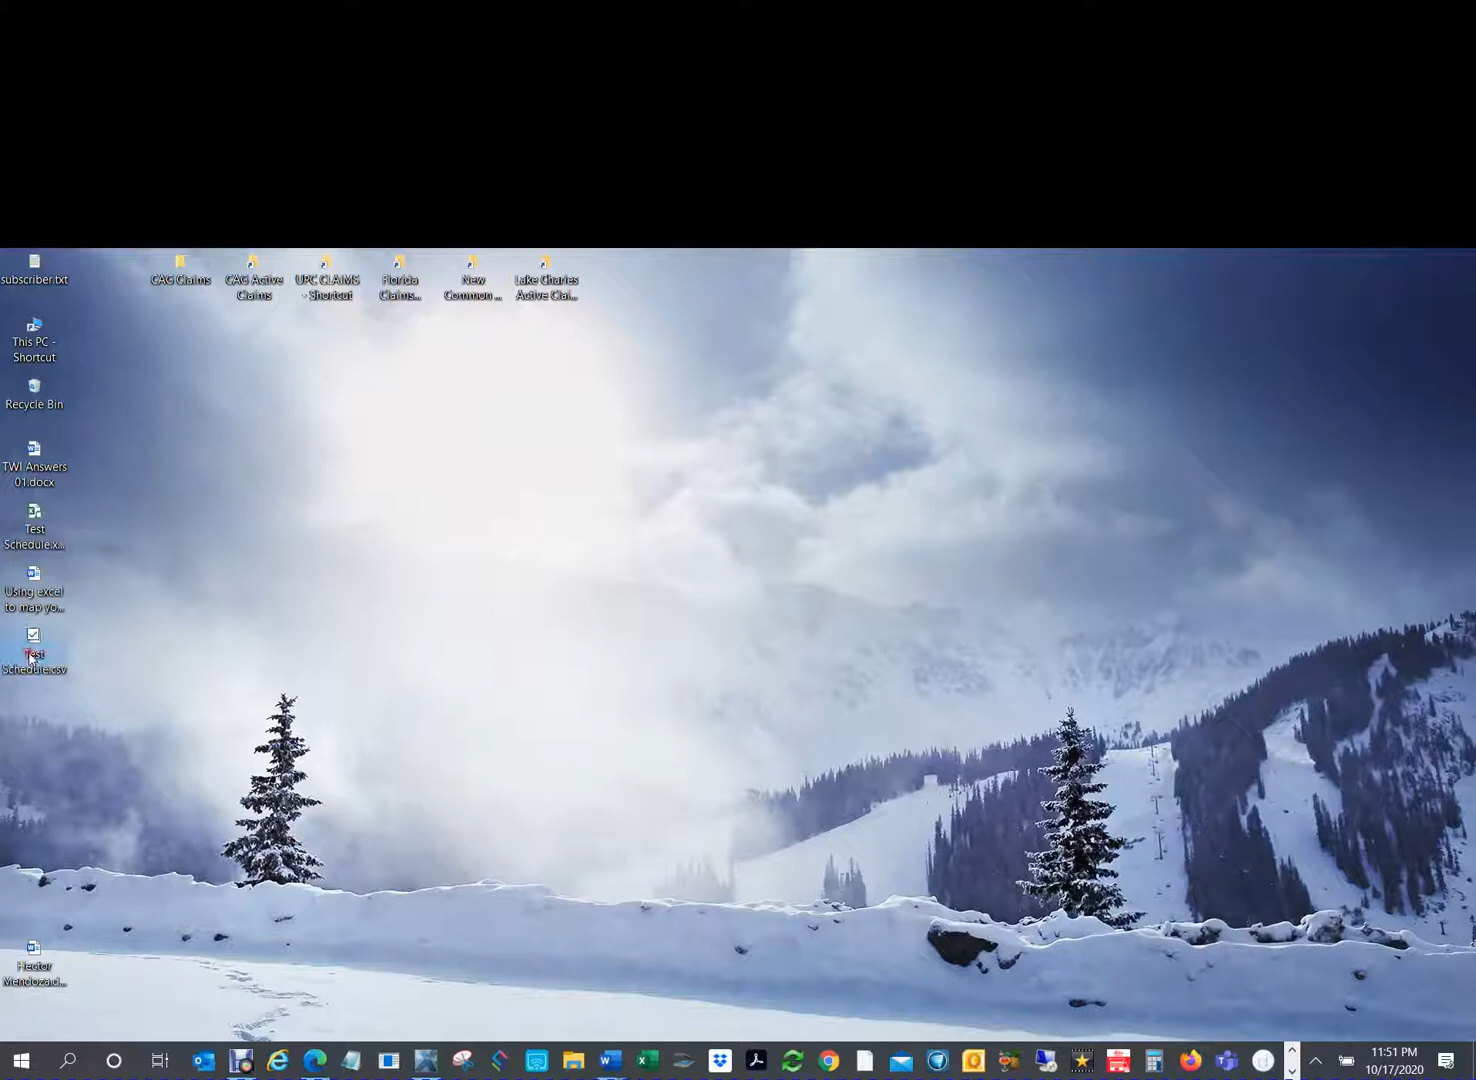 subscriber.txt
CAG Claims
CAG Active
Claims
UPC CLAIMS
- Shortcut
Florida
Claims...
New
Common ...
Lake Charles
Active Clai...
This PC -
Shortcut
Recycle Bin
TWI Answers
01.docx
Test
Schedule.x...
Using excel
to map yo...
Test
Schedule.csv
Hector
Mendoza.d...
11:51 PM
10/17/2020